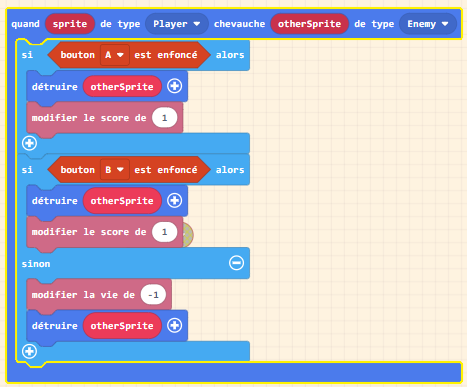 quand sprite de type Player chevauche otherSprite de type Enemy
si bouton A est enfoncé alors
détruire otherSprite
modifier le score de 1
si bouton B est enfoncé alors
détruire otherSprite
modifier le score de 1
sinon
modifier la vie de -1
détruire otherSprite